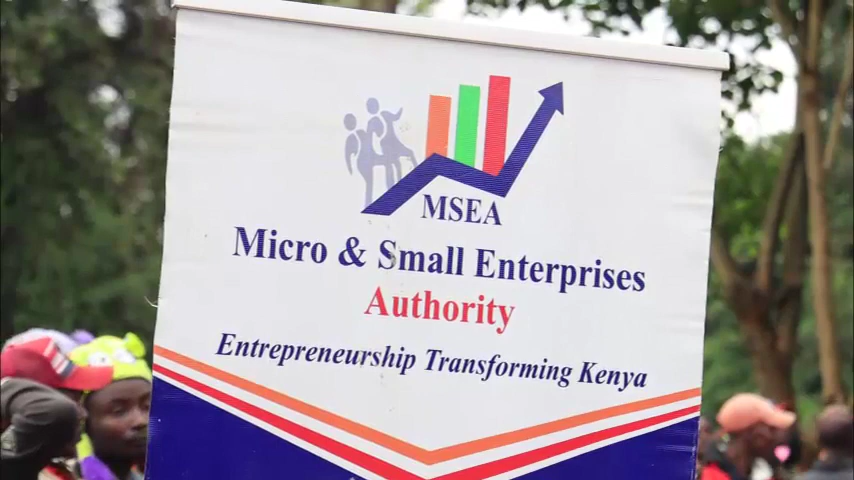 MSEA
Micro & Small Enterprises
Authority
Entrepreneurship Transforming Kenya